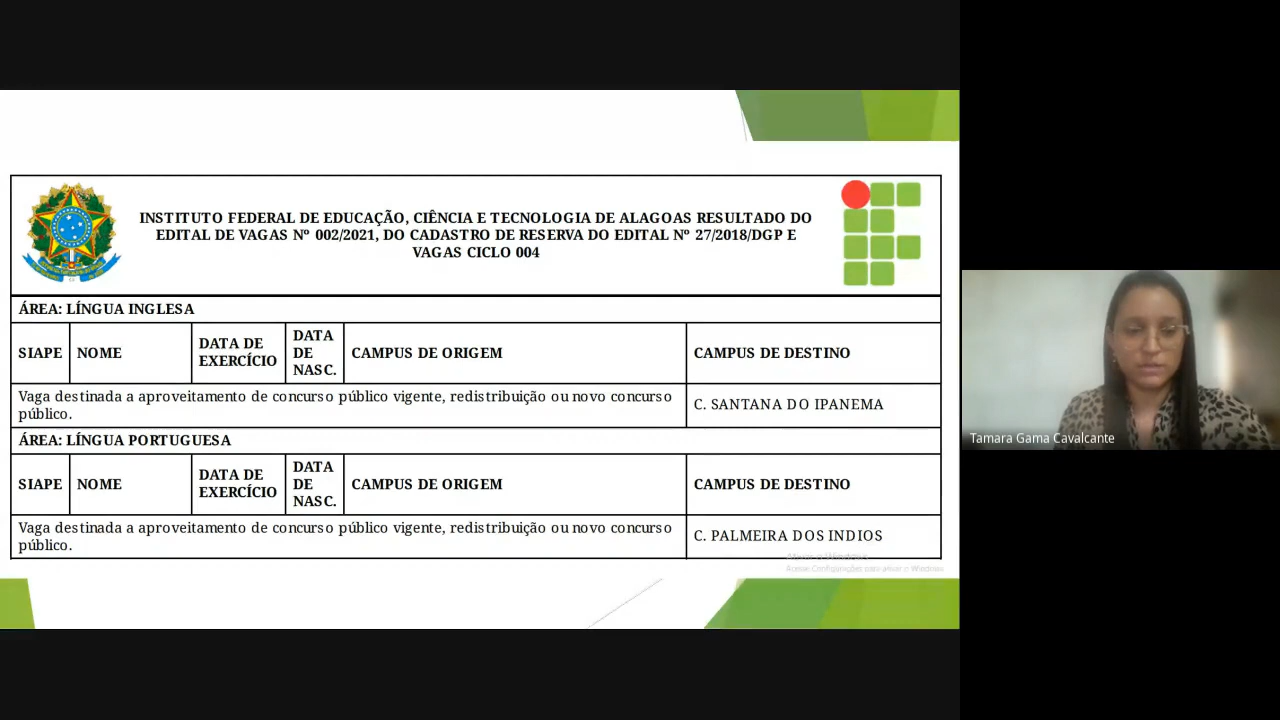 INSTITUTO FEDERAL DE EDUCAÇÃO, CIÊNCIA E TECNOLOGIA DE ALAGOAS RESULTADO DO
EDITAL DE VAGAS Nº 002/2021, DO CADASTRO DE RESERVA DO EDITAL Nº 27/2018/DGP E
VAGAS CICLO 004
ÁREA: LÍNGUA INGLESA
SIAPE NOME DATA DE EXERCÍCIO DATA DE NASC. CAMPUS DE ORIGEM CAMPUS DE DESTINO
Vaga destinada a aproveitamento de concurso público vigente, redistribuição ou novo concurso
público.
C. SANTANA DO IPANEMA
ÁREA: LÍNGUA PORTUGUESA
SIAPE NOME DATA DE EXERCÍCIO DATA DE NASC. CAMPUS DE ORIGEM CAMPUS DE DESTINO
Vaga destinada a aproveitamento de concurso público vigente, redistribuição ou novo concurso
público.
C. PALMEIRA DOS INDIOS
Acesse Configurações para ativar o Windows
Tamara Gama Cavalcante